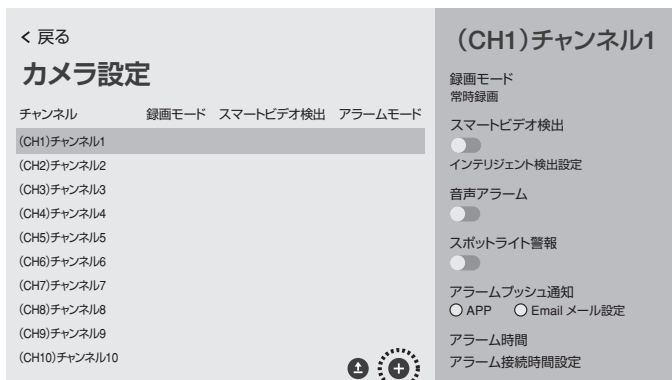 < 戻る
カメラ設定
チャンネル 録画モード スマートビデオ検出 アラームモード
(CH1)チャンネル1
(CH2)チャンネル2
(CH3)チャンネル3
(CH4)チャンネル4
(CH5)チャンネル5
(CH6)チャンネル6
(CH7)チャンネル7
(CH8)チャンネル8
(CH9)チャンネル9
(CH10)チャンネル10
(CH1)チャンネル1
録画モード
常時録画
スマートビデオ検出
インテリジェント検出設定
音声アラーム
スポットライト警報
アラームプッシュ通知
APP Email メール設定
アラーム時間
アラーム接続時間設定